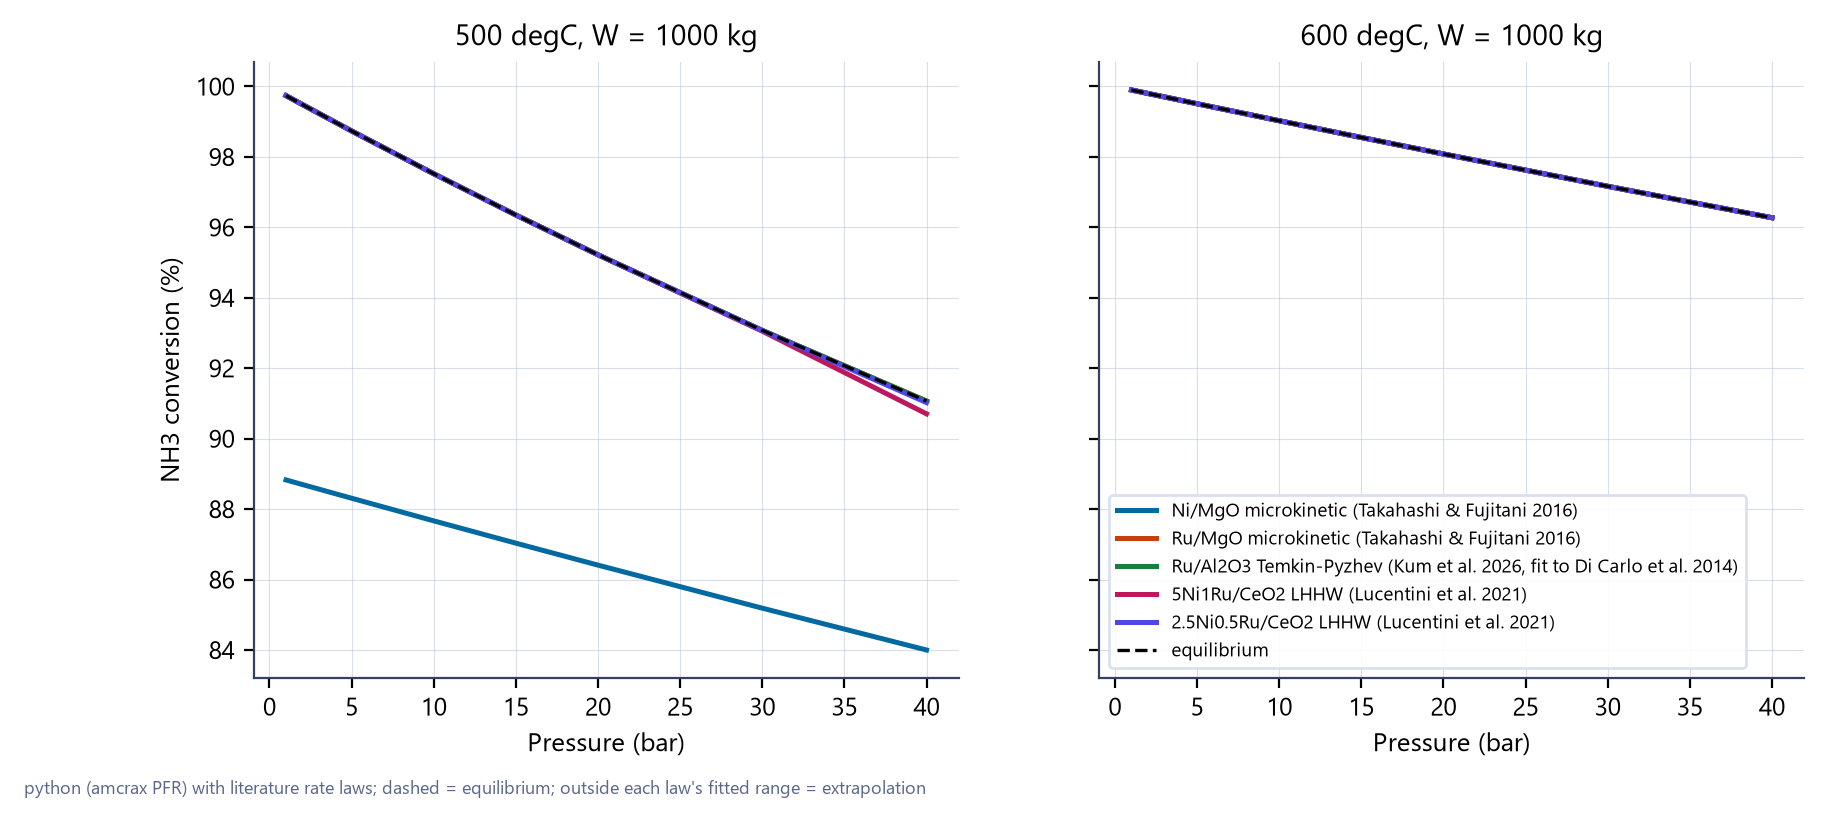 500 degC, W = 1000 kg
600 degC, W = 1000 kg
NH3 conversion (%)
100
98
96
94
92
90
88
86
84
0 5 10 15 20 25 30 35 40
Pressure (bar)
Ni/MgO microkinetic (Takahashi & Fujitani 2016)
Ru/MgO microkinetic (Takahashi & Fujitani 2016)
Ru/Al2O3 Temkin-Pyzhev (Kum et al. 2026, fit to Di Carlo et al. 2014)
5Ni1Ru/CeO2 LHHW (Lucentini et al. 2021)
2.5Ni0.5Ru/CeO2 LHHW (Lucentini et al. 2021)
equilibrium
0 5 10 15 20 25 30 35 40
Pressure (bar)
python (amcrax PFR) with literature rate laws; dashed = equilibrium; outside each law's fitted range = extrapolation